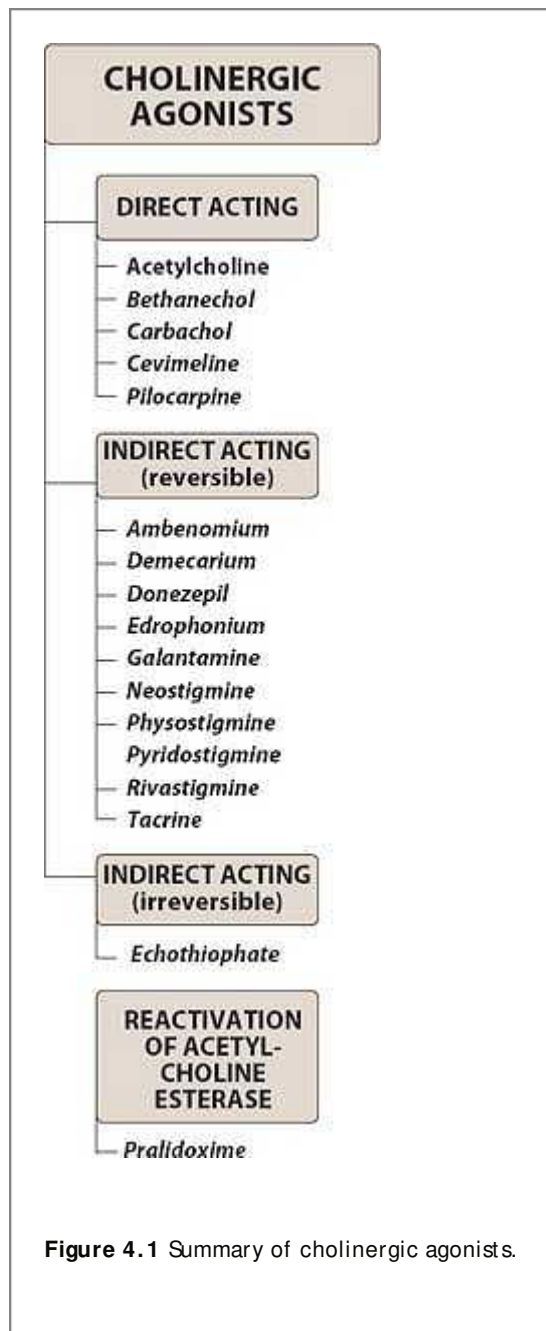 CHOLINERGIC
AGONISTS
DIRECT ACTING
Acetylcholine
Bethanechol
Carbachol
Cevimeline
Pilocarpine
INDIRECT ACTING
(reversible)
Ambenomium
Demecarium
Donezepil
Edrophonium
Galantamine
Neostigmine
Physostigmine
Pyridostigmine
Rivastigmine
Tacrine
INDIRECT ACTING
(irreversible)
Echothiophate
REACTIVATION
OF ACETYL-
CHOLINE
ESTERASE
Pralidoxime
Figure 4.1 Summary of cholinergic agonists.